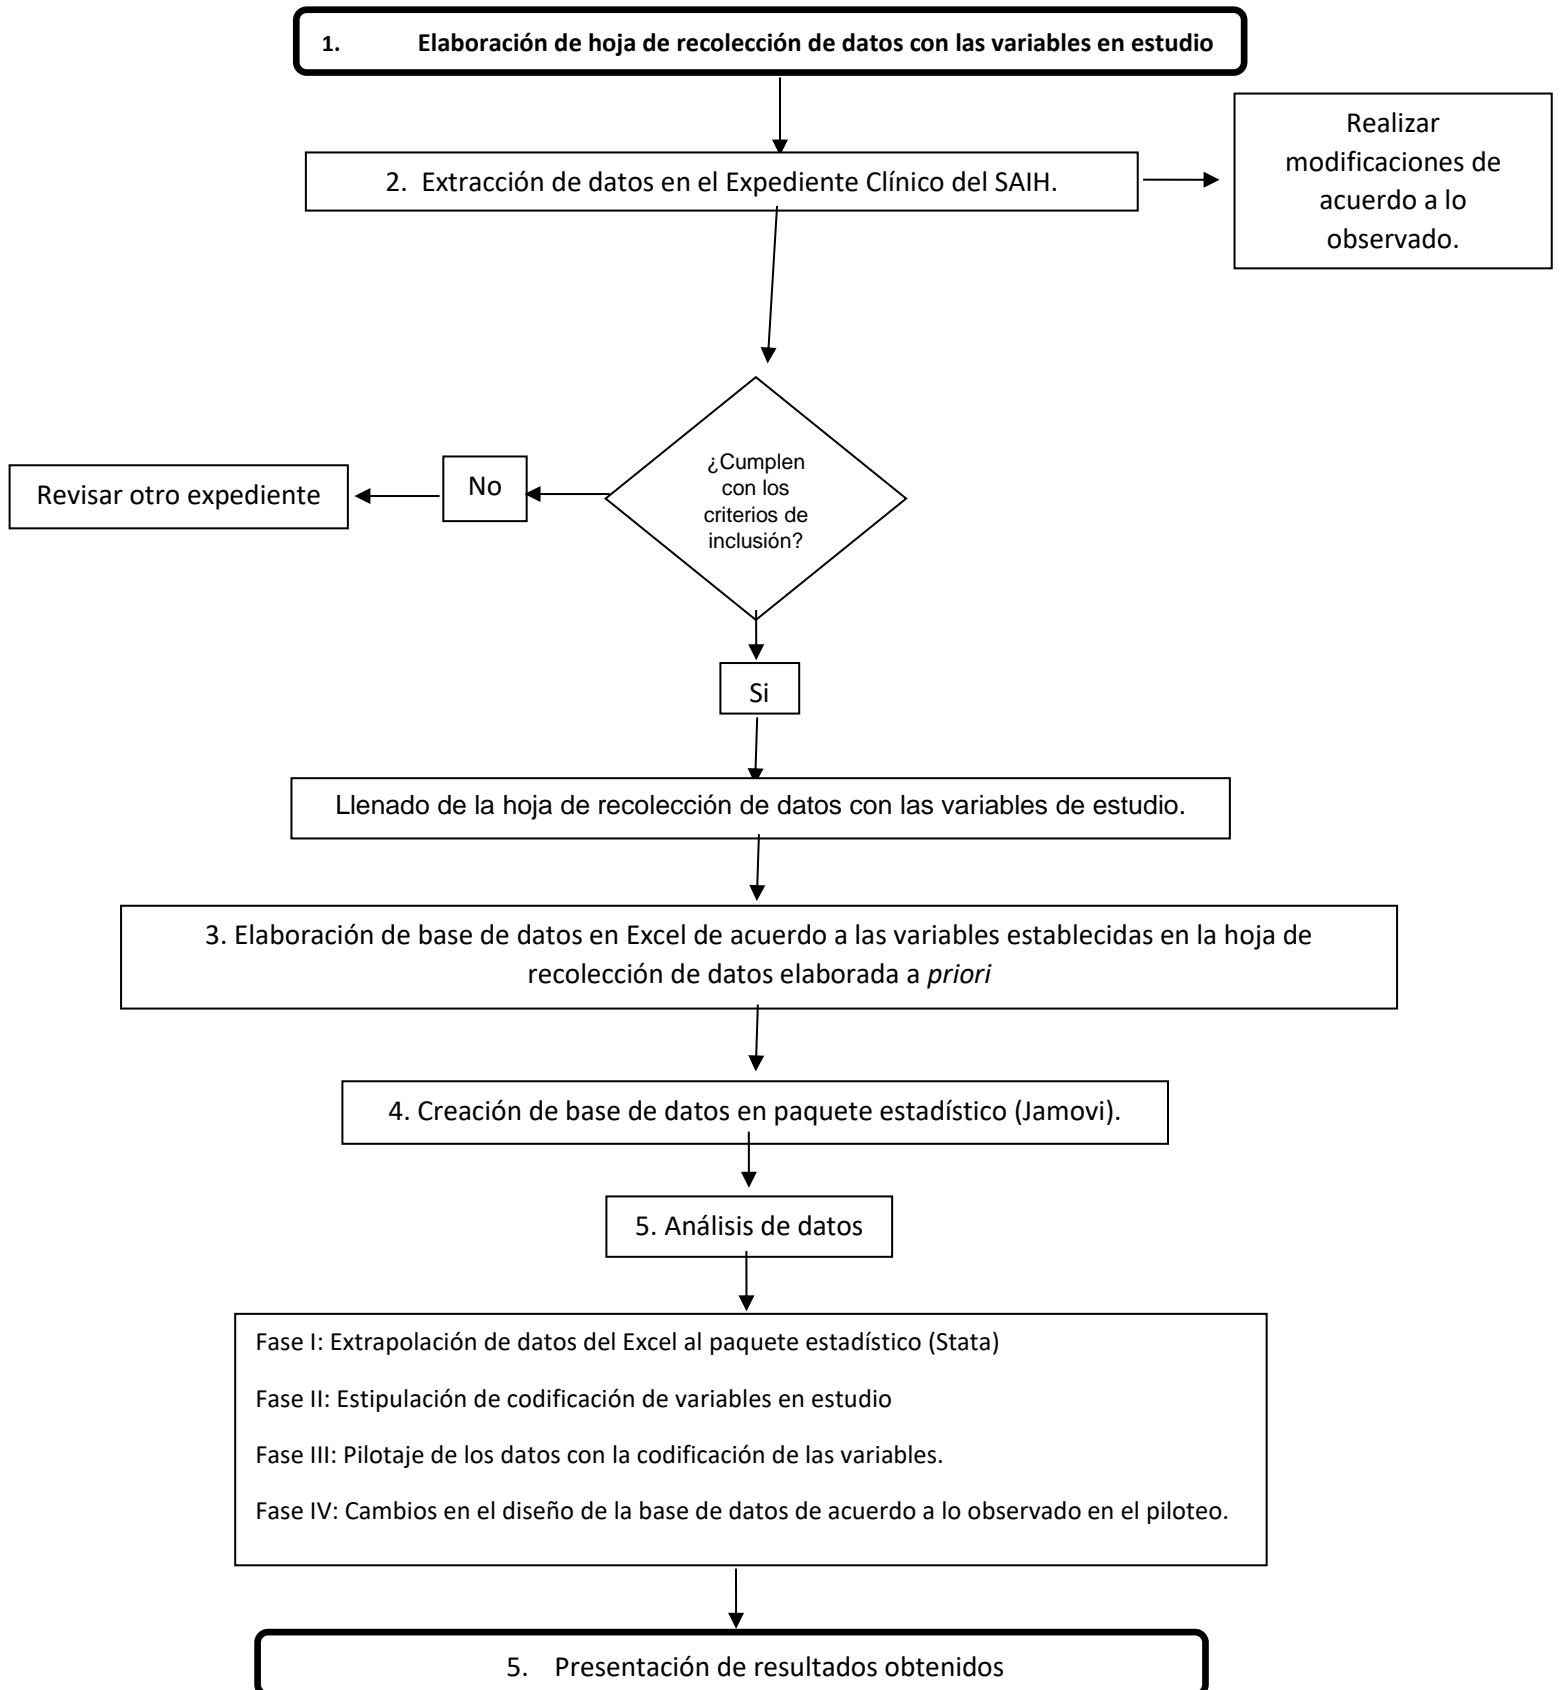 1. Elaboración de hoja de recolección de datos con las variables en estudio
2. Extracción de datos en el Expediente Clínico del SAIH.
Realizar
modificaciones de
acuerdo a lo
observado.
¿Cumplen
con los
criterios de
inclusión?
No
Revisar otro expediente
Si
Llenado de la hoja de recolección de datos con las variables de estudio.
3. Elaboración de base de datos en Excel de acuerdo a las variables establecidas en la hoja de
recolección de datos elaborada a priori
4. Creación de base de datos en paquete estadístico (Jamovi).
5. Análisis de datos
Fase I: Extrapolación de datos del Excel al paquete estadístico (Stata)
Fase II: Estipulación de codificación de variables en estudio
Fase III: Pilotaje de los datos con la codificación de las variables.
Fase IV: Cambios en el diseño de la base de datos de acuerdo a lo observado en el piloteo.
5. Presentación de resultados obtenidos